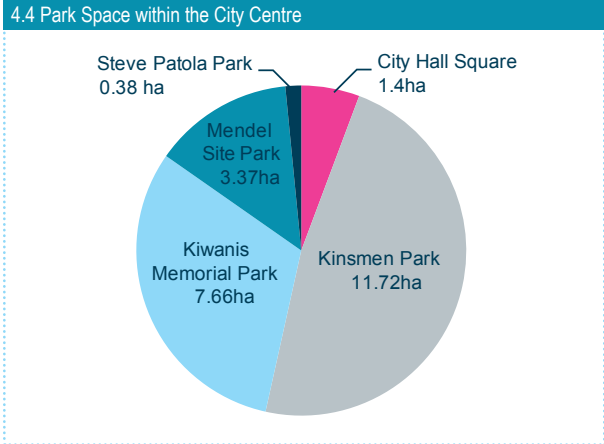 4.4 Park Space within the City Centre
Steve Patola Park
0.38 ha
City Hall Square
1.4ha
Mendel
Site Park
3.37ha
Kiwanis
Memorial Park
7.66ha
Kinsmen Park
11.72ha